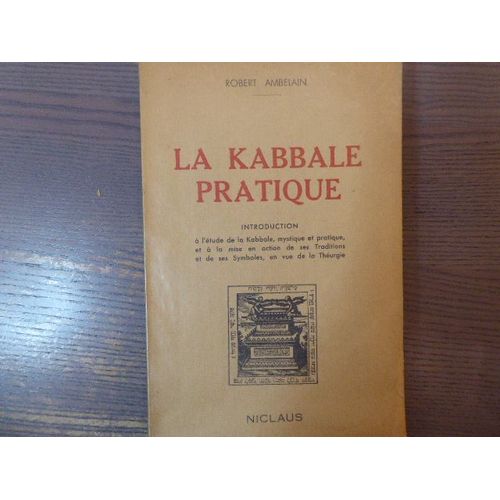 ROBERT AMBELAIN
LA KABBALE
PRATIQUE
INTRODUCTION
à l'étude de la Kabbale, mystique et pratique,
et à la mise en action de ses Traditions
et de ses Symboles, en vue de la Théurgie
NICLAUS